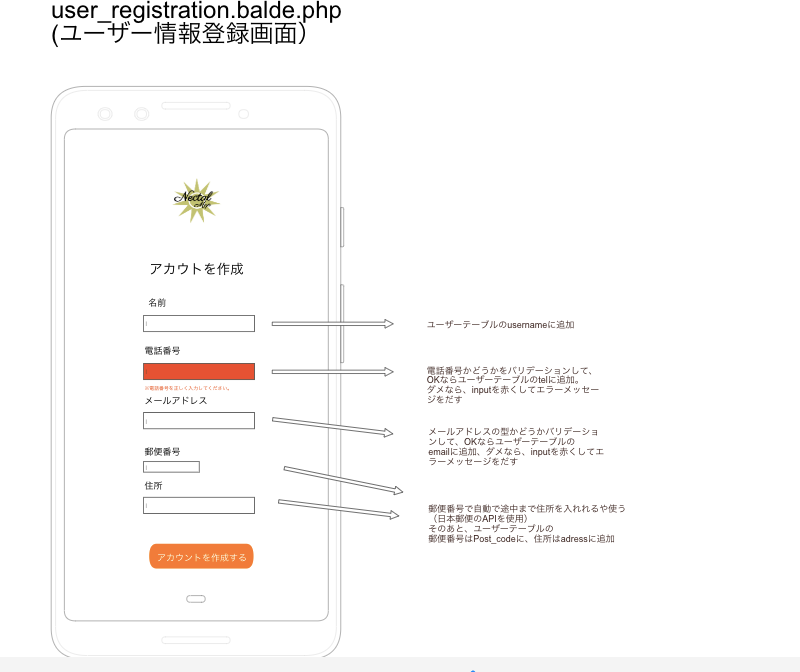 user_registration.balde.php
(ユーザー情報登録画面）
Nectol
アカウトを作成
名前
ユーザーテーブルのusernameに追加
電話番号
電話番号かどうかをバリデーションして、
OKならユーザーテーブルのtelに追加。
ダメなら、inputを赤くしてエラーメッセー
ジをだす
※電話番号を正しく入力してください。
メールアドレス
メールアドレスの型かどうかバリデーショ
ンして、OKならユーザーテーブルの
emailに追加、ダメなら、inputを赤くしてエ
ラーメッセージをだす
郵便番号
住所
郵便番号で自動で途中まで住所を入れれるや使う
（日本郵便のAPIを使用）
そのあと、ユーザーテーブルの
郵便番号はPost_codeに、住所はadressに追加
アカウントを作成する